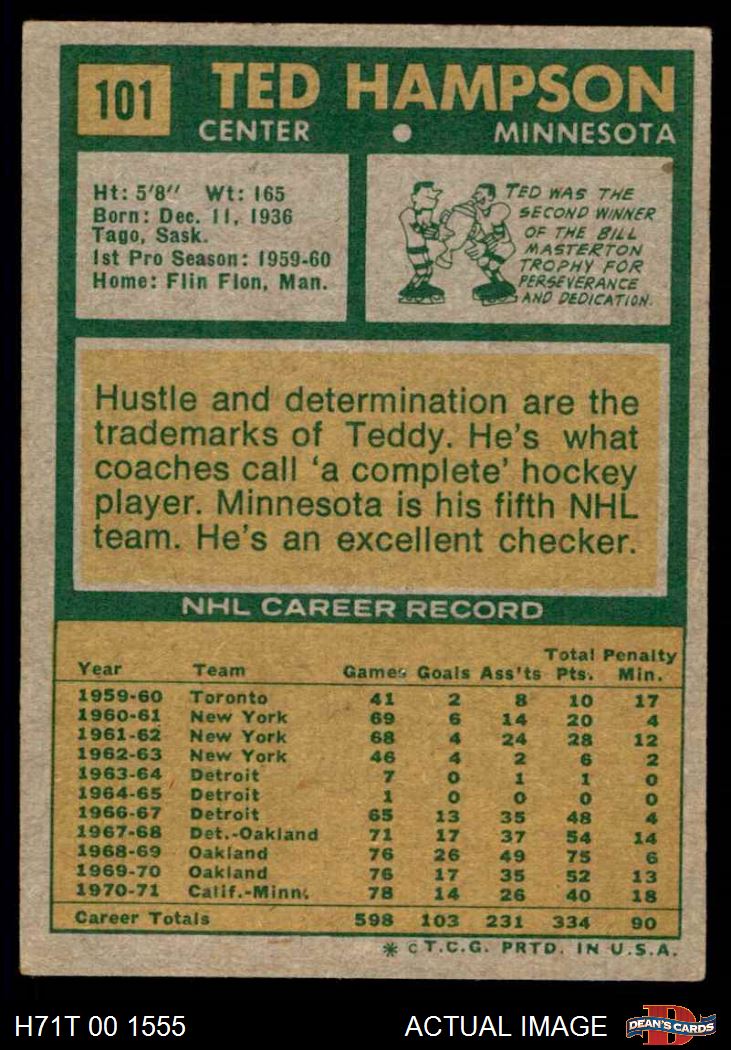 101 TED HAMPSON
CENTER • MINNESOTA
Ht: 5'8" Wt: 165
Born: Dec. 11, 1936
Tago, Sask.
1st Pro Season: 1959-60
Home: Flin Flon, Man.
TED WAS THE
SECOND WINNER
OF THE BILL
MASTERTON
TROPHY FOR
PERSEVERANCE
AND DEDICATION.
Hustle and determination are the
trademarks of Teddy. He's what
coaches call 'a complete' hockey
player. Minnesota is his fifth NHL
team. He's an excellent checker.
NHL CAREER RECORD
Total Penalty
Year Team Games Goals Ass'ts Pts. Min.
1959-60 Toronto 41 2 8 10 17
1960-61 New York 69 6 14 20 4
1961-62 New York 68 4 24 28 12
1962-63 New York 46 4 2 6 2
1963-64 Detroit 7 0 1 1 0
1964-65 Detroit 1 0 0 0 0
1966-67 Detroit 65 13 35 48 4
1967-68 Det.-Oakland 71 17 37 54 14
1968-69 Oakland 76 26 49 75 6
1969-70 Oakland 76 17 35 52 13
1970-71 Calif.-Minn. 78 14 26 40 18
Career Totals 598 103 231 334 90
* © T.C.G. PRTD. IN U.S.A.
H71T 00 1555 ACTUAL IMAGE DEAN'S CARDS